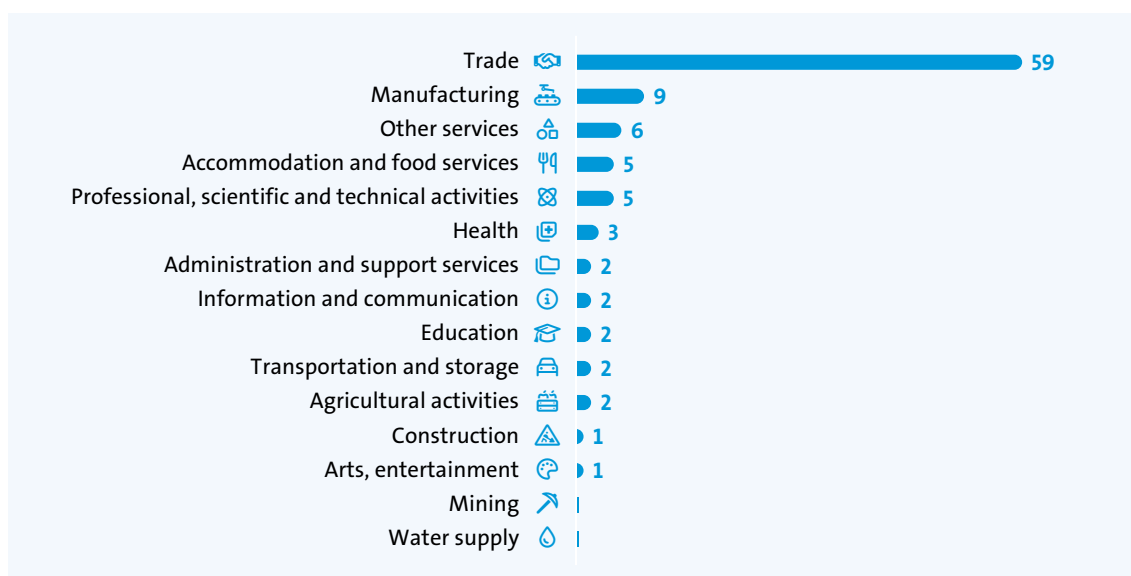 Trade 59
Manufacturing 9
Other services 6
Accommodation and food services 5
Professional, scientific and technical activities 5
Health 3
Administration and support services 2
Information and communication 2
Education 2
Transportation and storage 2
Agricultural activities 2
Construction 1
Arts, entertainment 1
Mining
Water supply